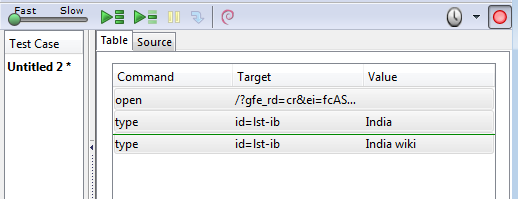 Fast Slow
Test Case
Untitled 2 *
Table Source
Command Target Value
open /?gfe_rd=cr&ei=fcAS...
type id=lst-ib India
type id=lst-ib India wiki